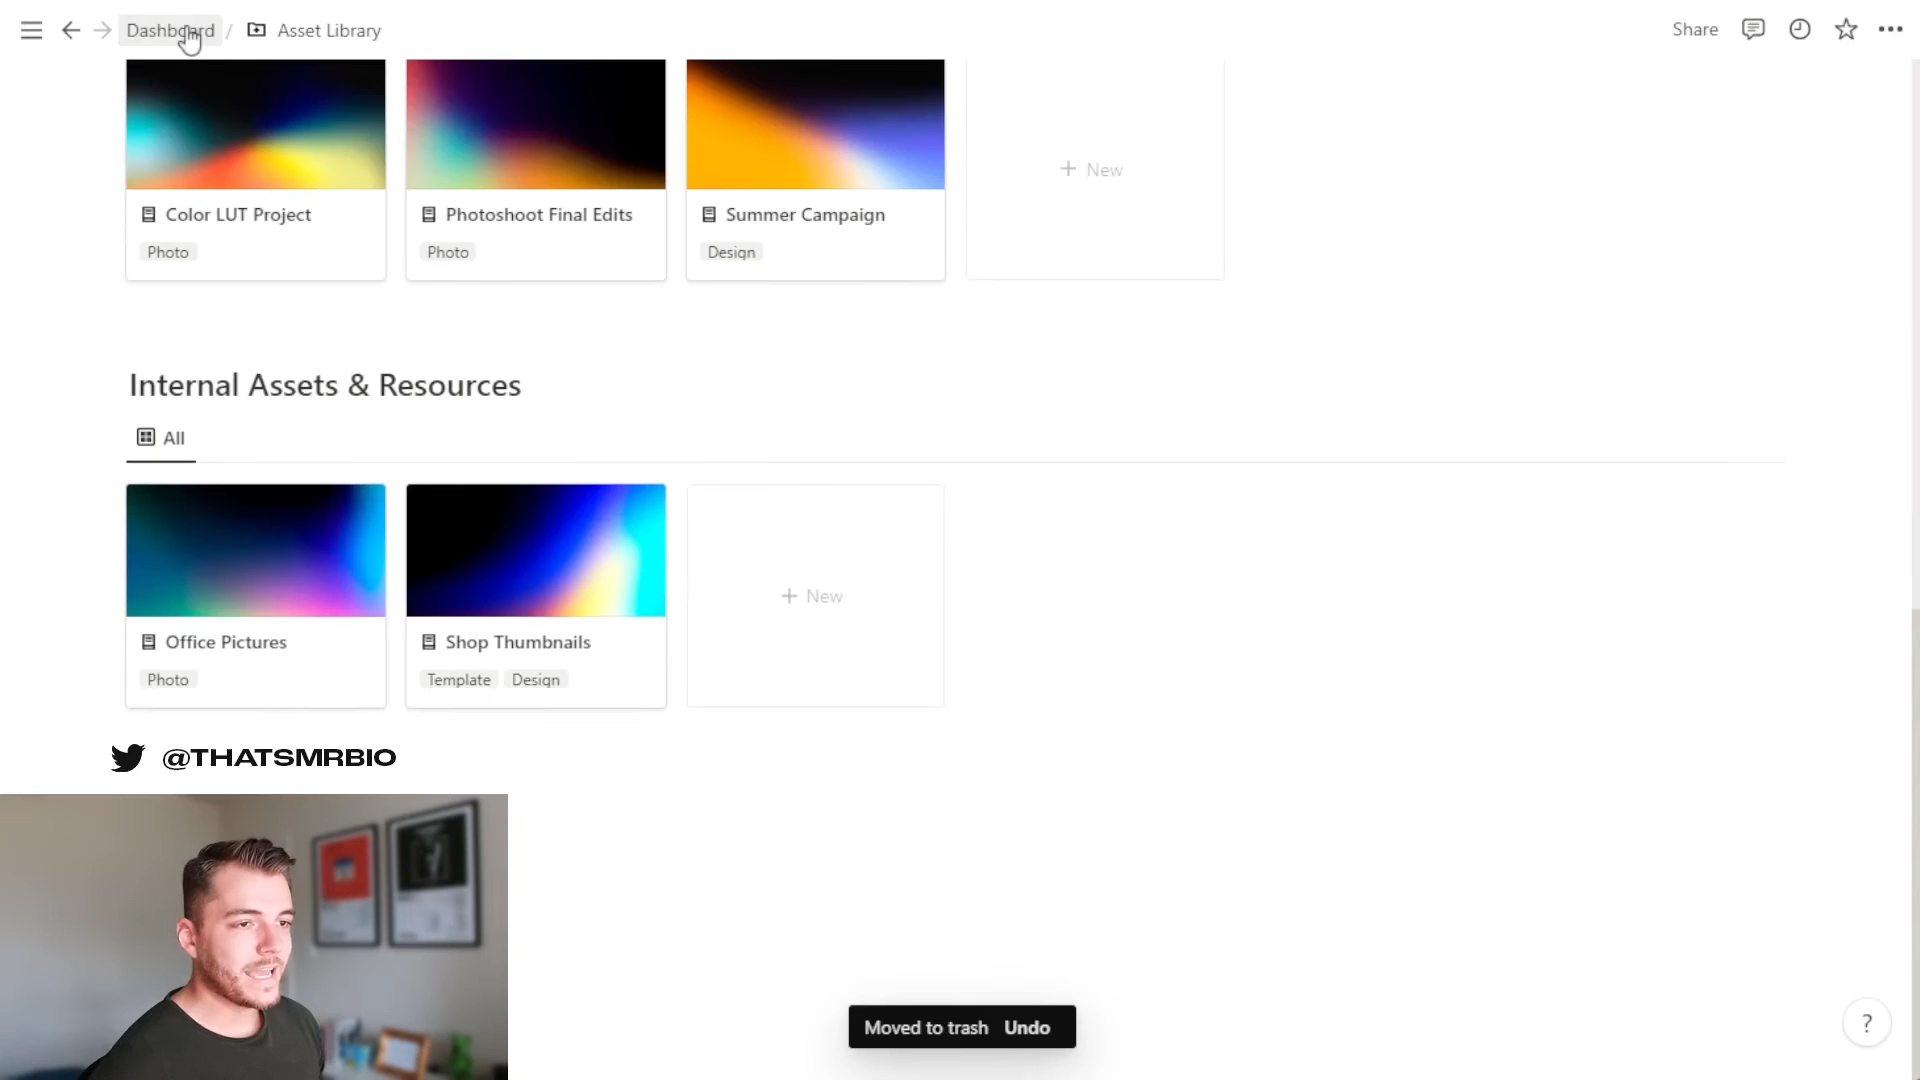 Dashboard / Asset Library
Share
Color LUT Project
Photo
Photoshoot Final Edits
Photo
Summer Campaign
Design
+ New
Internal Assets & Resources
All
Office Pictures
Photo
Shop Thumbnails
Template Design
+ New
@THATSMRBIO
Moved to trash Undo
?